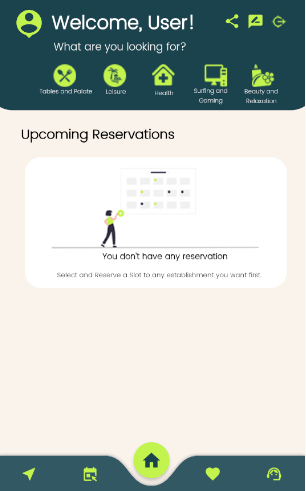 Welcome, User!
What are you looking for?
Tables and Palate
Leisure
Health
Surfing and
Gaming
Beauty and
Relaxation
Upcoming Reservations
You don't have any reservation
Select and Reserve a Slot to any establishment you want first.